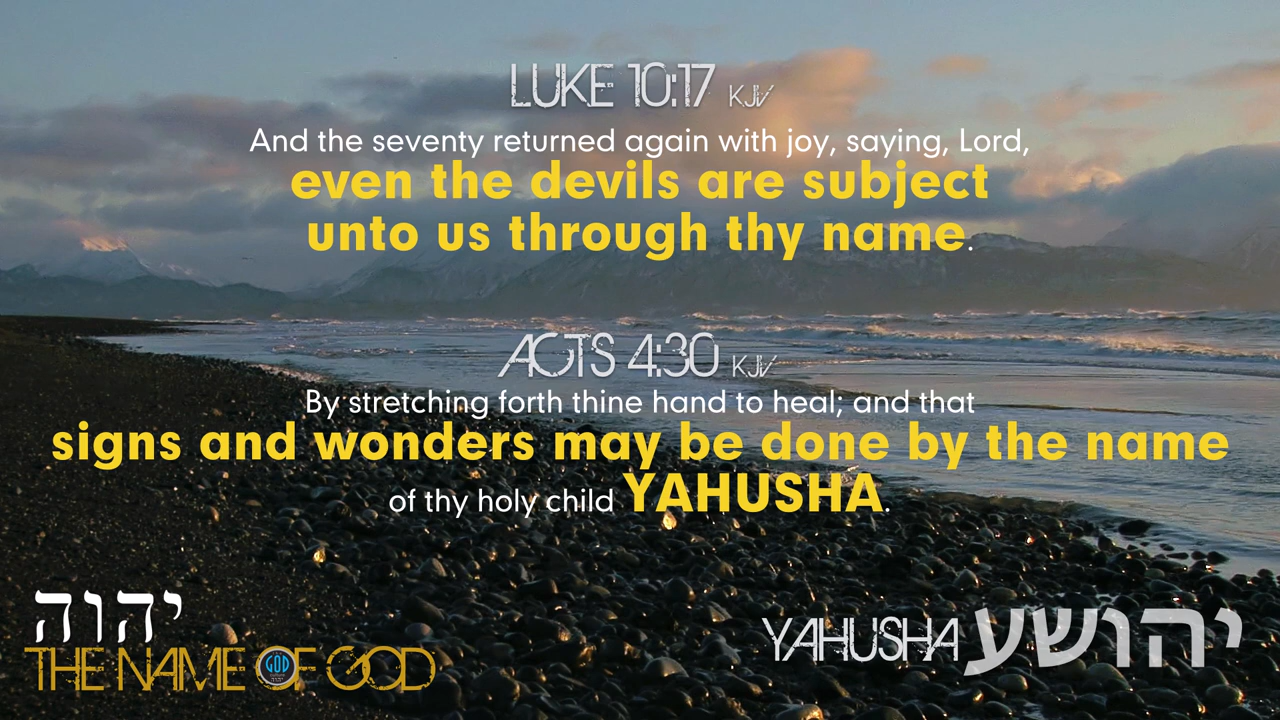 LUKE 10:17 KJV
And the seventy returned again with joy, saying, Lord,
even the devils are subject
unto us through thy name.
ACTS 4:30 KJV
By stretching forth thine hand to heal; and that
signs and wonders may be done by the name
of thy holy child YAHUSHA.
יהוה
THE NAME OF GOD
GOD
יהוה
YAHUSHA יהושע